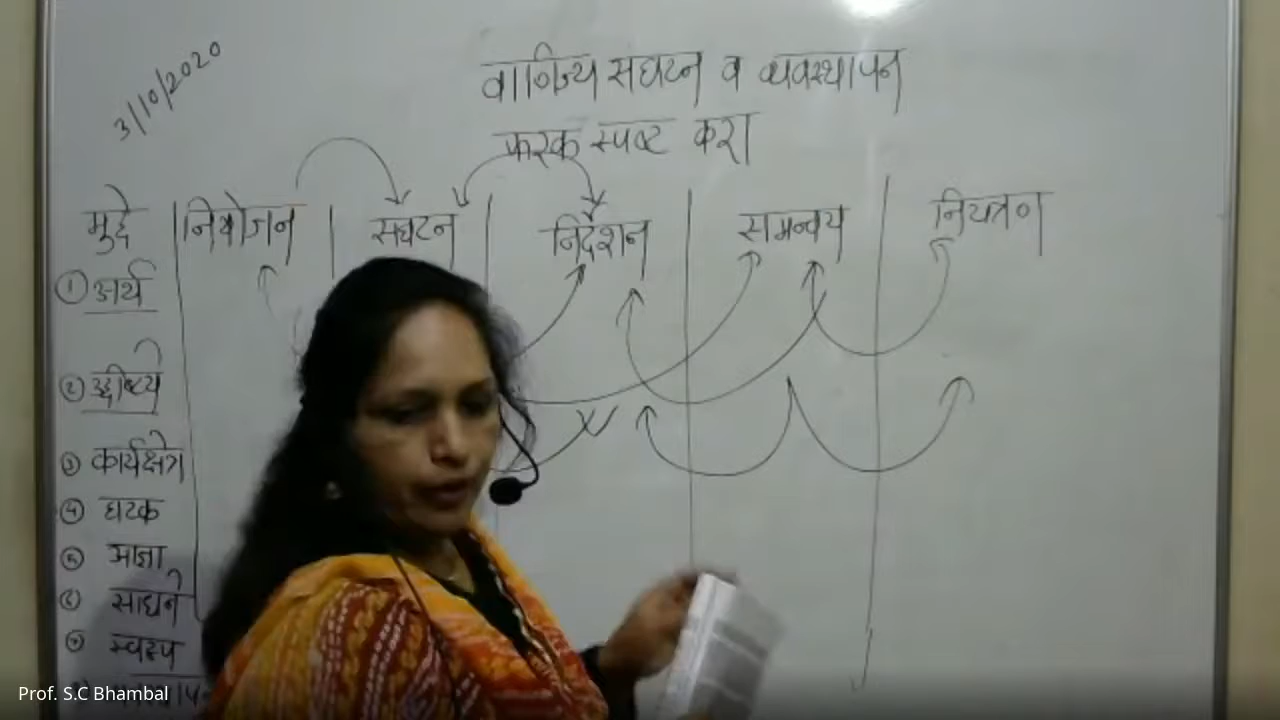 3/10/2020
वाणिज्य संघटन व व्यवस्थापन
फरक स्पष्ट करा
मुद्दे नियोजन संघटन निर्देशन समन्वय नियंत्रण
① अर्थ
② उद्दीष्ट्ये
③ कार्यक्षेत्र
④ घटक
⑤
⑥ साधने
⑦ स्वरूप
Prof. S.C Bhambal